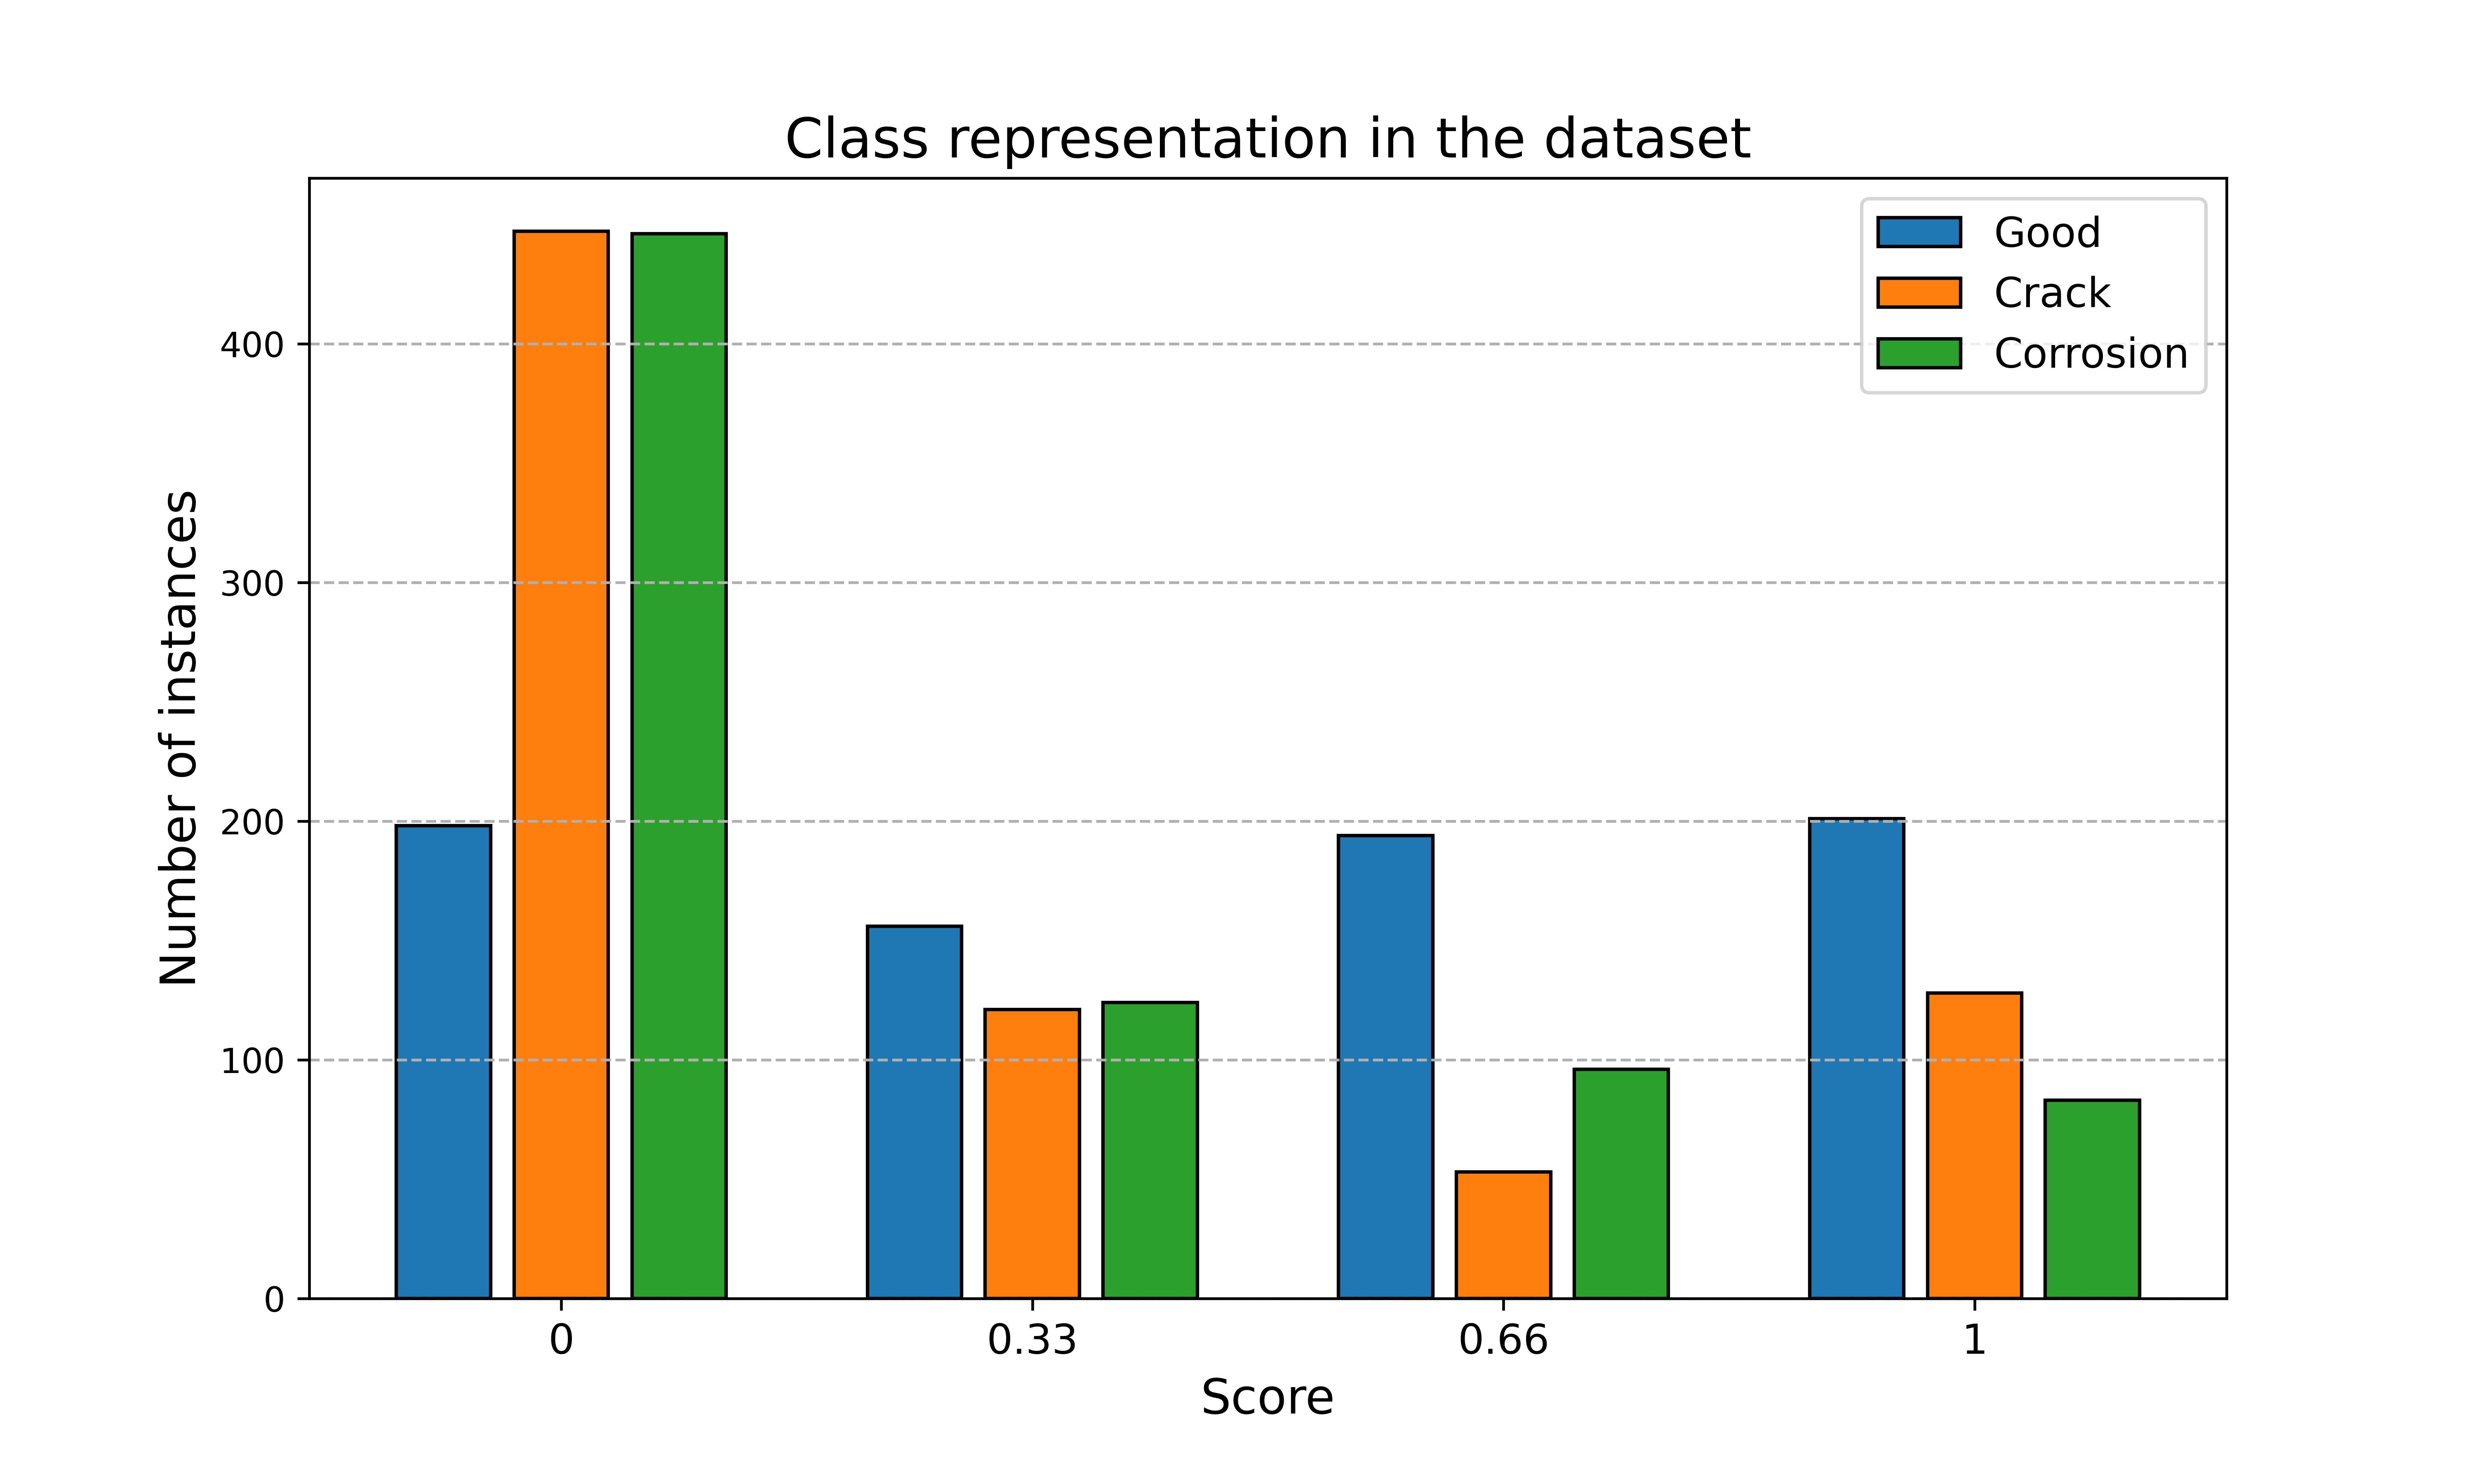 Class representation in the dataset
Good
Crack
Corrosion
Number of instances
400
300
200
100
0
0 0.33 0.66 1
Score